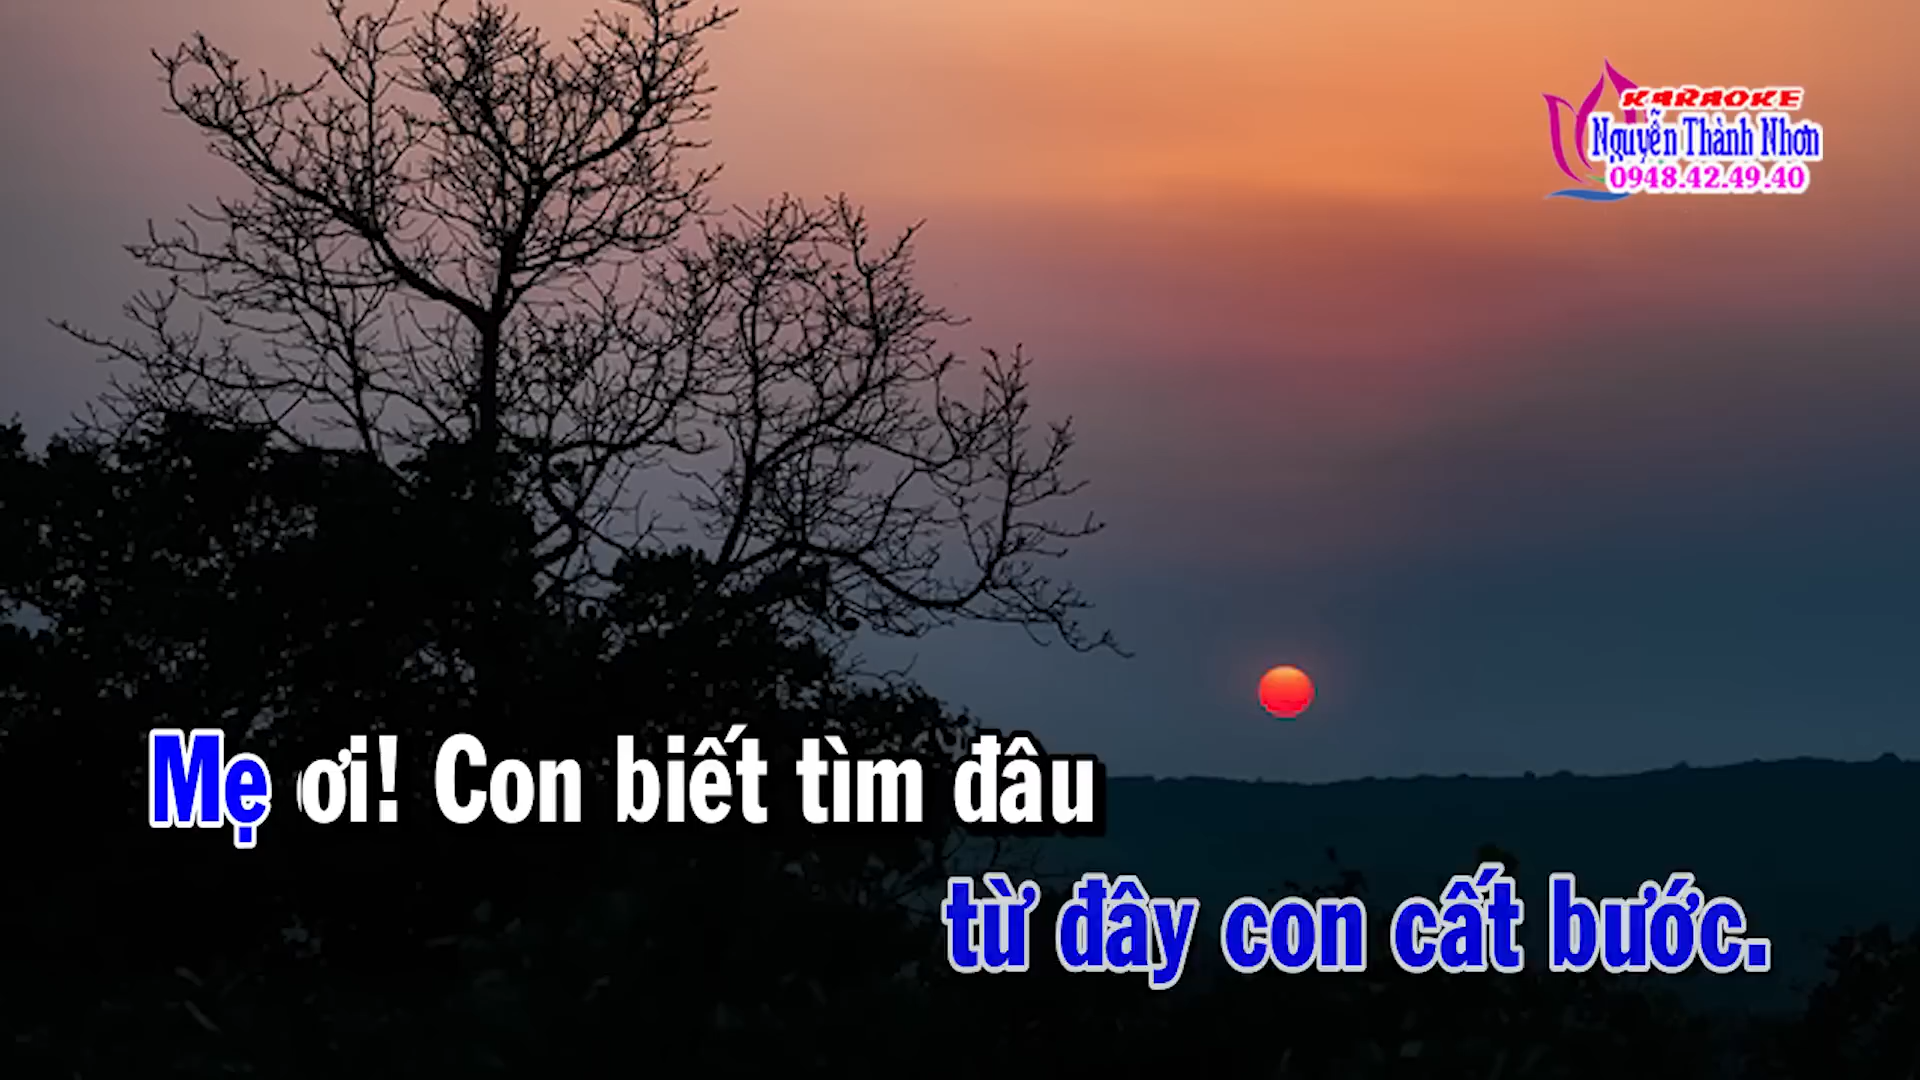 KARAOKE
Nguyễn Thành Nhơn
0948.42.49.40
Mẹ ơi! Con biết tìm đâu
từ đây con cất bước.